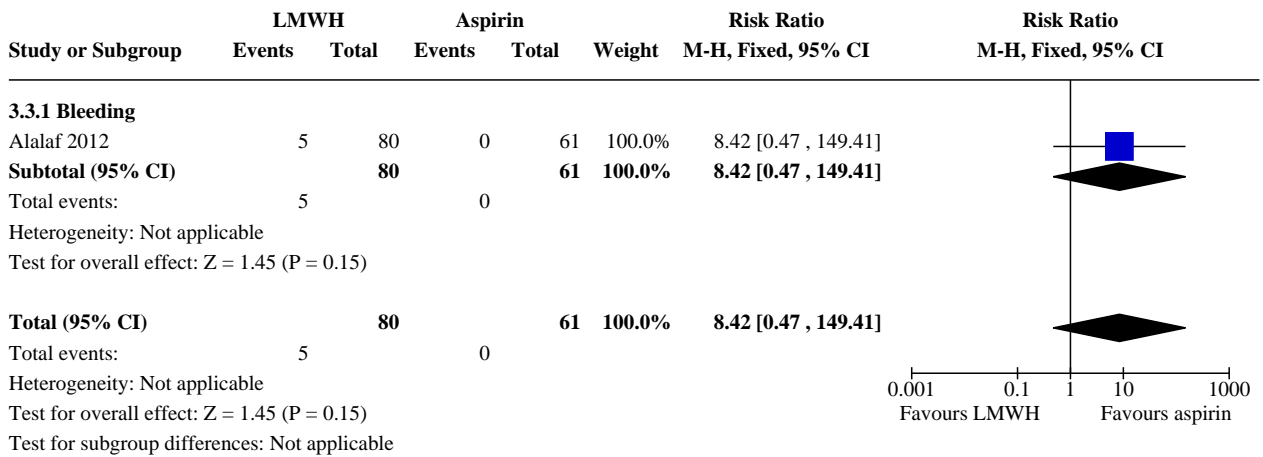 LMWH Aspirin Risk Ratio Risk Ratio
Study or Subgroup Events Total Events Total Weight M-H, Fixed, 95% CI M-H, Fixed, 95% CI
3.3.1 Bleeding
Alalaf 2012 5 80 0 61 100.0% 8.42 [0.47 , 149.41]
Subtotal (95% CI) 80 61 100.0% 8.42 [0.47 , 149.41]
Total events: 5 0
Heterogeneity: Not applicable
Test for overall effect: Z = 1.45 (P = 0.15)
Total (95% CI) 80 61 100.0% 8.42 [0.47 , 149.41]
Total events: 5 0
Heterogeneity: Not applicable
0.001 0.1 1 10 1000
Test for overall effect: Z = 1.45 (P = 0.15) Favours LMWH Favours aspirin
Test for subgroup differences: Not applicable